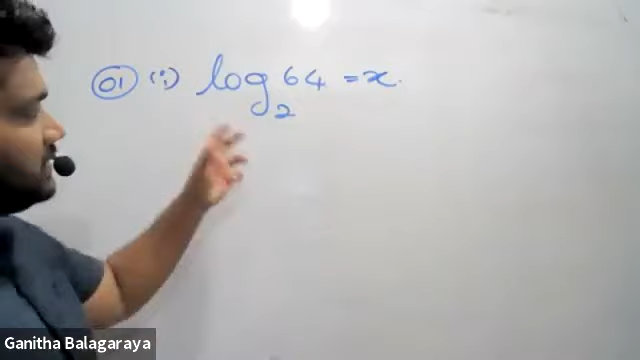 01 (i) log₂ 64 = x.
Ganitha Balagaraya